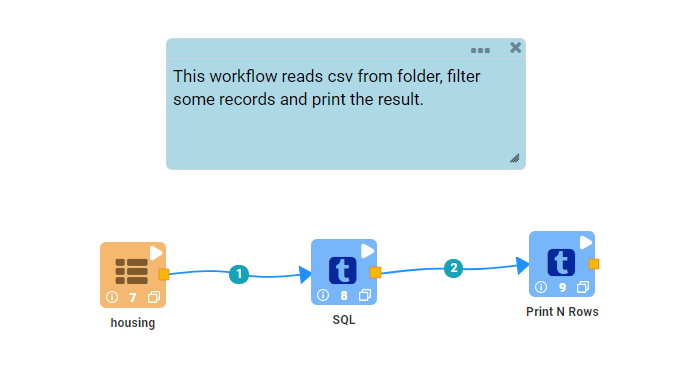 This workflow reads csv from folder, filter
some records and print the result.
1
2
t
t
7
8
9
housing
SQL
Print N Rows